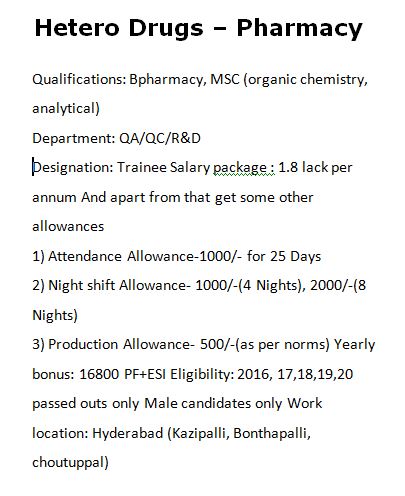 Hetero Drugs – Pharmacy
Qualifications: Bpharmacy, MSC (organic chemistry,
analytical)
Department: QA/QC/R&D
Designation: Trainee Salary package : 1.8 lack per
annum And apart from that get some other
allowances
1) Attendance Allowance-1000/- for 25 Days
2) Night shift Allowance- 1000/-(4 Nights), 2000/-(8
Nights)
3) Production Allowance- 500/-(as per norms) Yearly
bonus: 16800 PF+ESI Eligibility: 2016, 17,18,19,20
passed outs only Male candidates only Work
location: Hyderabad (Kazipalli, Bonthapalli,
choutuppal)